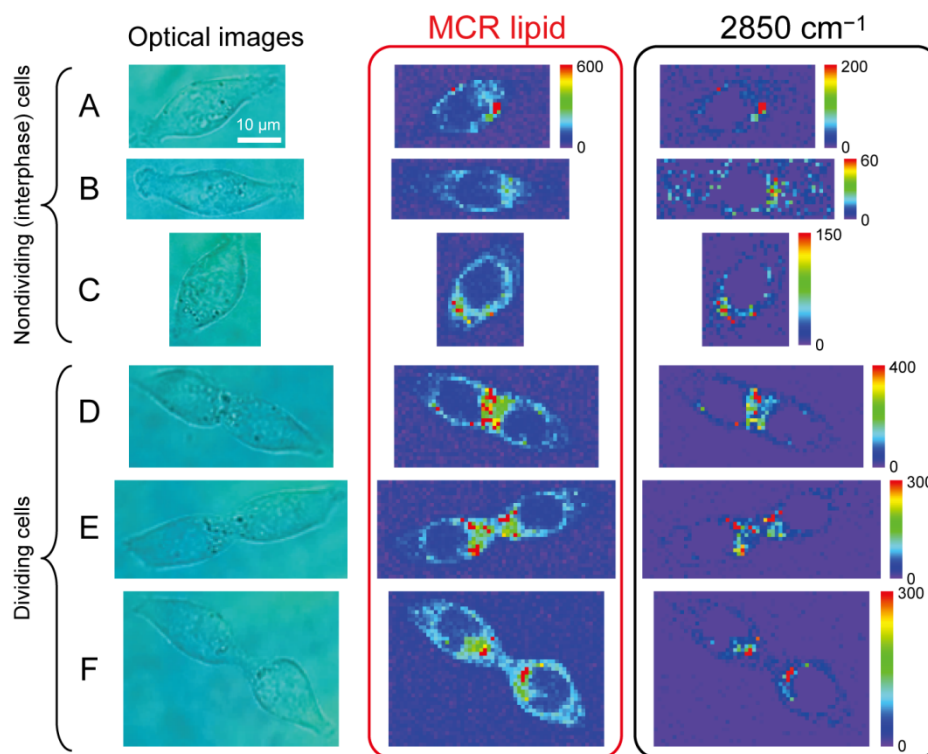 Optical images
MCR lipid
2850 cm⁻¹
Nondividing (interphase) cells
A
10 µm
600
0
200
0
B
60
0
C
150
0
Dividing cells
D
400
0
E
300
0
F
300
0